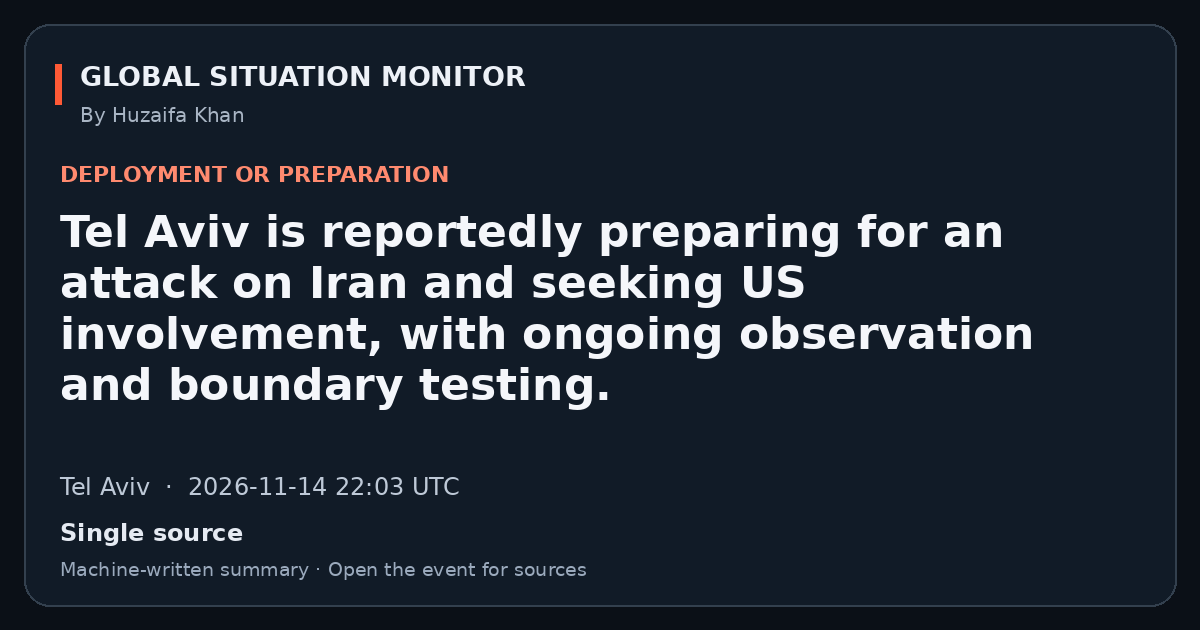 GLOBAL SITUATION MONITOR
By Huzaifa Khan
DEPLOYMENT OR PREPARATION
Tel Aviv is reportedly preparing for an
attack on Iran and seeking US
involvement, with ongoing observation
and boundary testing.
Tel Aviv · 2026-11-14 22:03 UTC
Single source
Machine-written summary · Open the event for sources